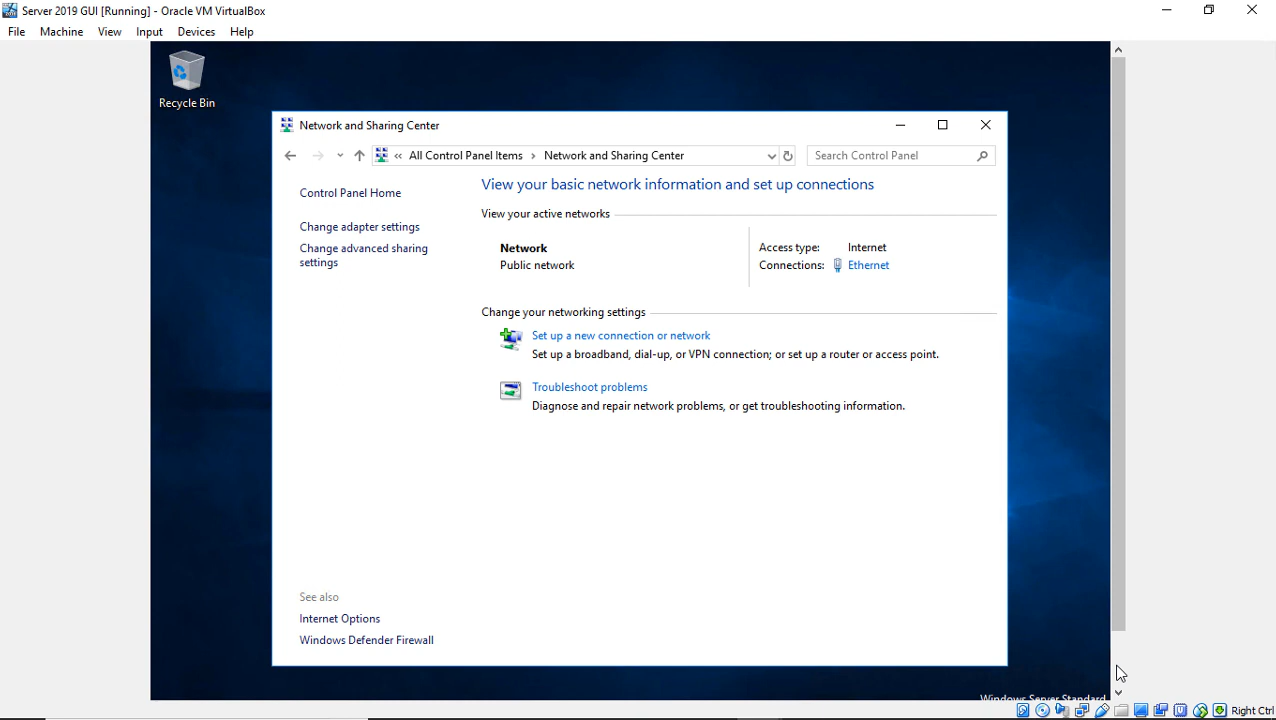 Server 2019 GUI [Running] - Oracle VM VirtualBox
File Machine View Input Devices Help
Recycle Bin
Network and Sharing Center
« All Control Panel Items > Network and Sharing Center
Search Control Panel
Control Panel Home
Change adapter settings
Change advanced sharing
settings
View your basic network information and set up connections
View your active networks
Network
Public network
Access type: Internet
Connections: Ethernet
Change your networking settings
Set up a new connection or network
Set up a broadband, dial-up, or VPN connection; or set up a router or access point.
Troubleshoot problems
Diagnose and repair network problems, or get troubleshooting information.
See also
Internet Options
Windows Defender Firewall
Windows Server Standard
Right Ctrl